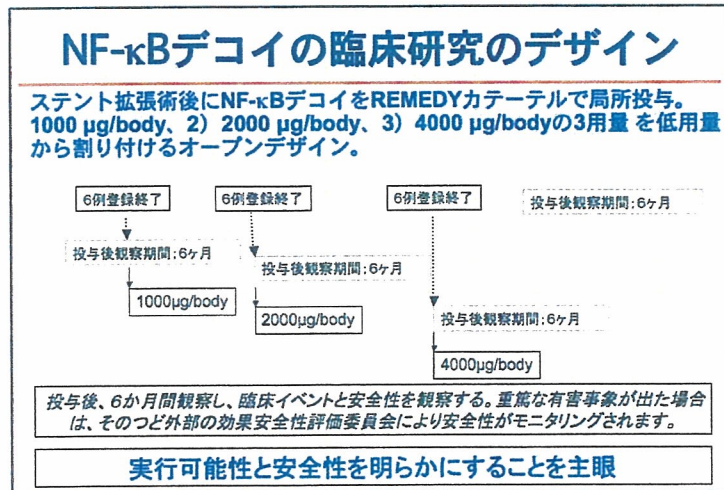 NF-κBデコイの臨床研究のデザイン
ステント拡張術後にNF-κBデコイをREMEDYカテーテルで局所投与。
1000 μg/body、2） 2000 μg/body、3） 4000 μg/bodyの3用量 を低用量
から割り付けるオープンデザイン。
6例登録終了
6例登録終了
6例登録終了
投与後観察期間：6ヶ月
投与後観察期間：6ヶ月
投与後観察期間：6ヶ月
1000μg/body
2000μg/body
投与後観察期間：6ヶ月
4000μg/body
投与後、６か月間観察し、臨床イベントと安全性を観察する。重篤な有害事象が出た場合
は、そのつど外部の効果安全性評価委員会により安全性がモニタリングされます。
実行可能性と安全性を明らかにすることを主眼